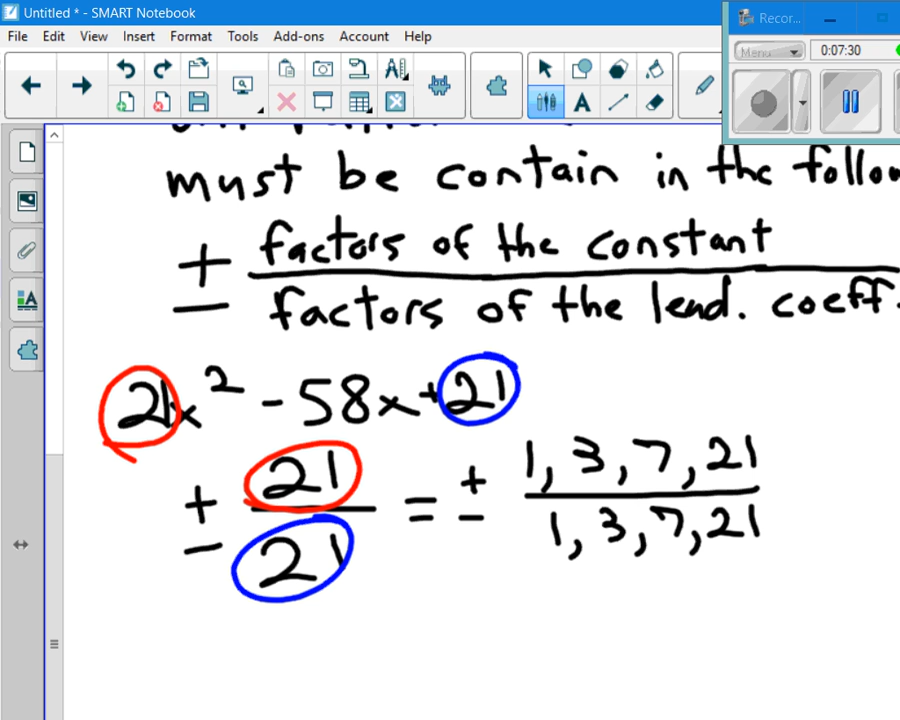 Untitled * - SMART Notebook
Recor...
File Edit View Insert Format Tools Add-ons Account Help
Menu
0:07:30
must be contain in the follow
+ factors of the constant
- factors of the lead. coeff.
21x² - 58x + 21
± 21 = ± 1, 3, 7, 21
21 1, 3, 7, 21